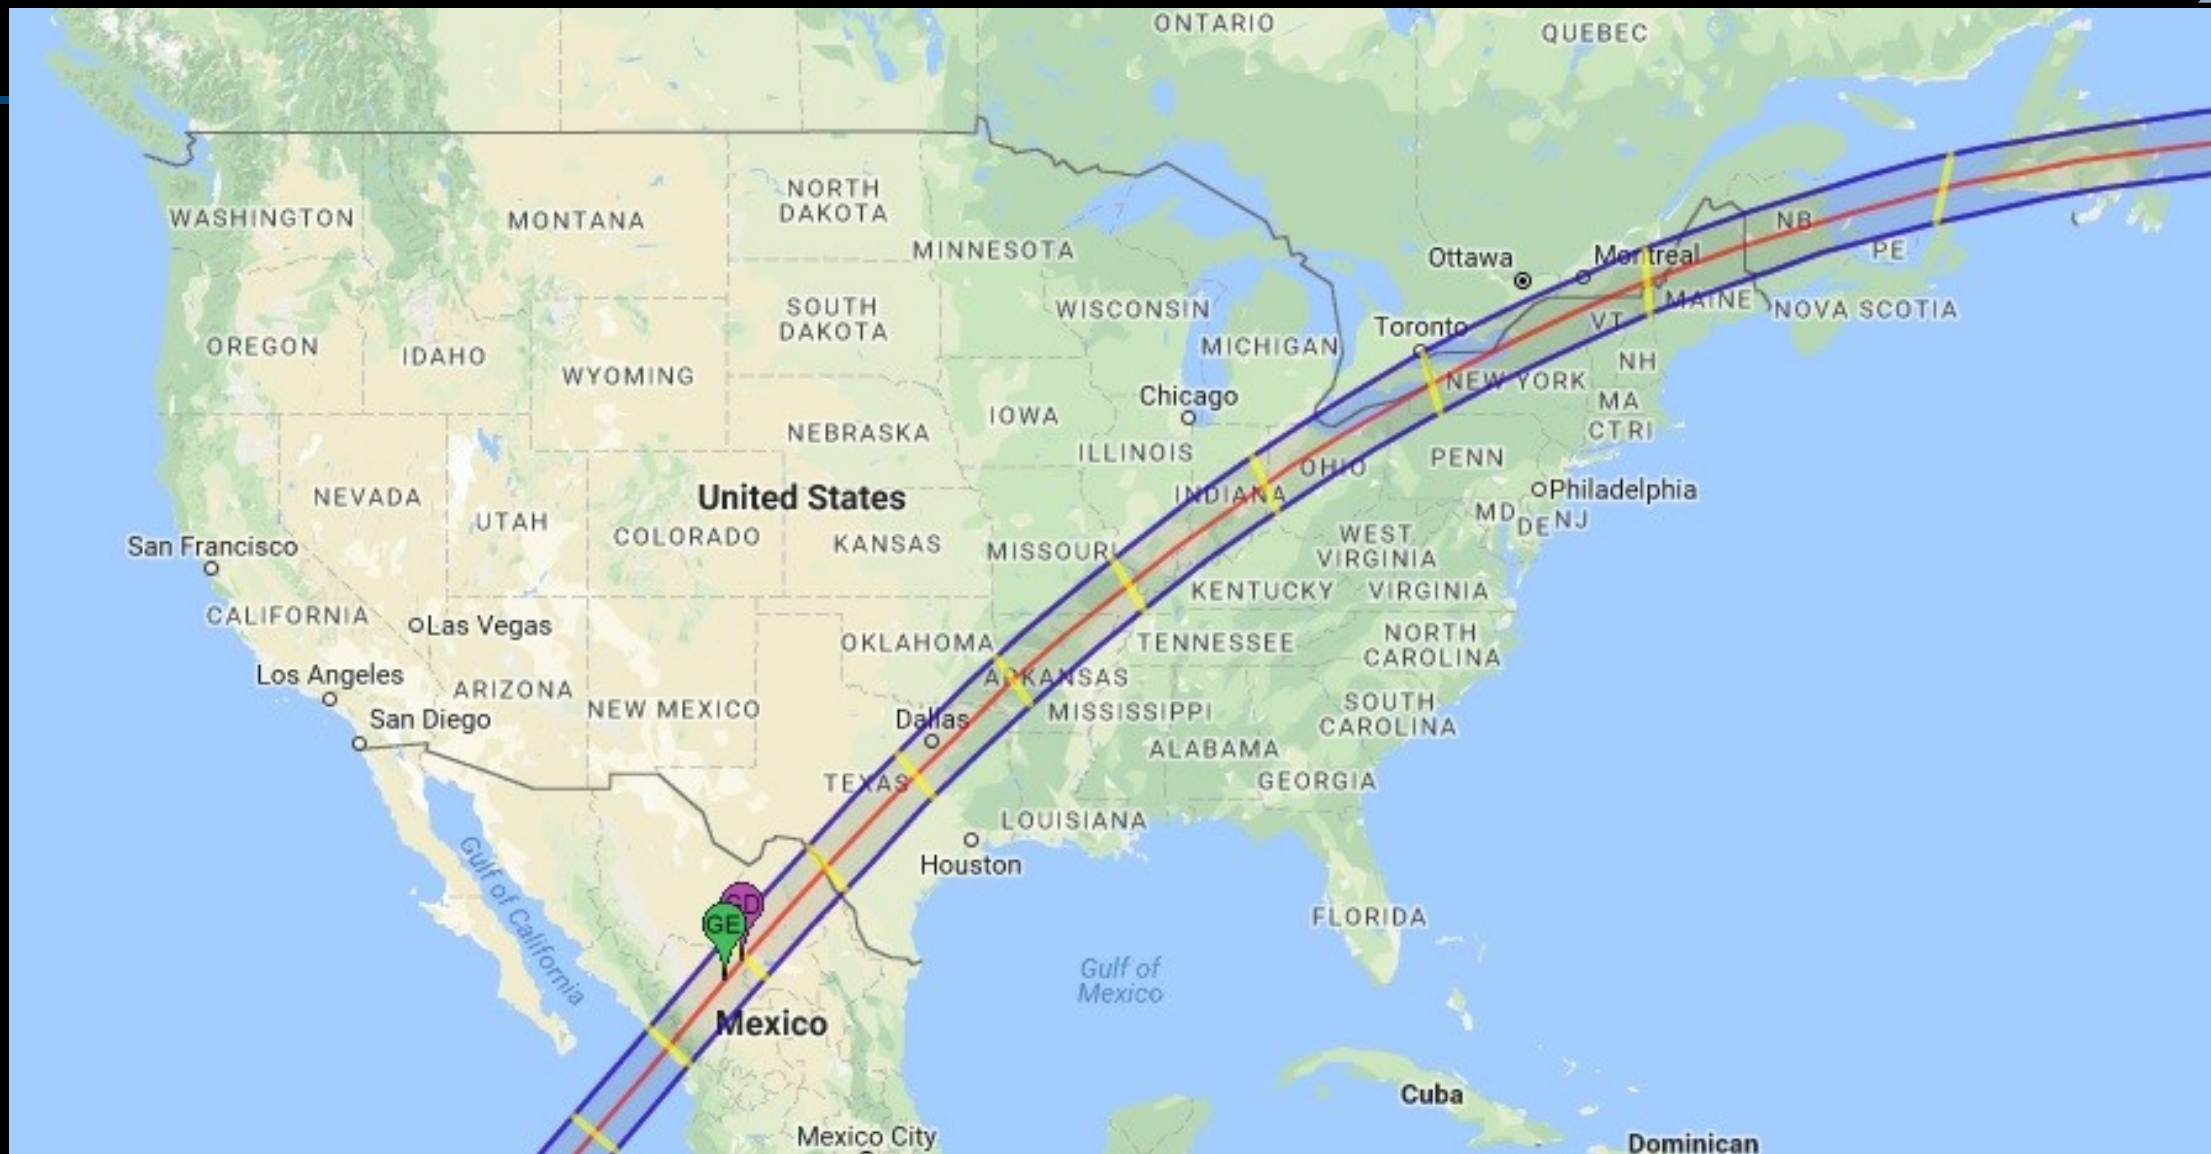 ONTARIO
QUEBEC
WASHINGTON
MONTANA
NORTH
DAKOTA
MINNESOTA
NB
PE
Ottawa
Montreal
MAINE
NOVA SCOTIA
OREGON
IDAHO
WYOMING
SOUTH
DAKOTA
WISCONSIN
MICHIGAN
Toronto
VT
NH
NEW YORK
MA
CT RI
Chicago
IOWA
NEBRASKA
ILLINOIS
OHIO
PENN
NEVADA
UTAH
United States
COLORADO
KANSAS
MISSOURI
INDIANA
Philadelphia
MD
DE
NJ
WEST
VIRGINIA
San Francisco
CALIFORNIA
Las Vegas
KENTUCKY
VIRGINIA
OKLAHOMA
TENNESSEE
NORTH
CAROLINA
Los Angeles
ARIZONA
NEW MEXICO
ARKANSAS
San Diego
Dallas
MISSISSIPPI
SOUTH
CAROLINA
ALABAMA
TEXAS
GEORGIA
LOUISIANA
Houston
Gulf of California
GD
GE
FLORIDA
Gulf of
Mexico
Mexico
Cuba
Mexico City
Dominican